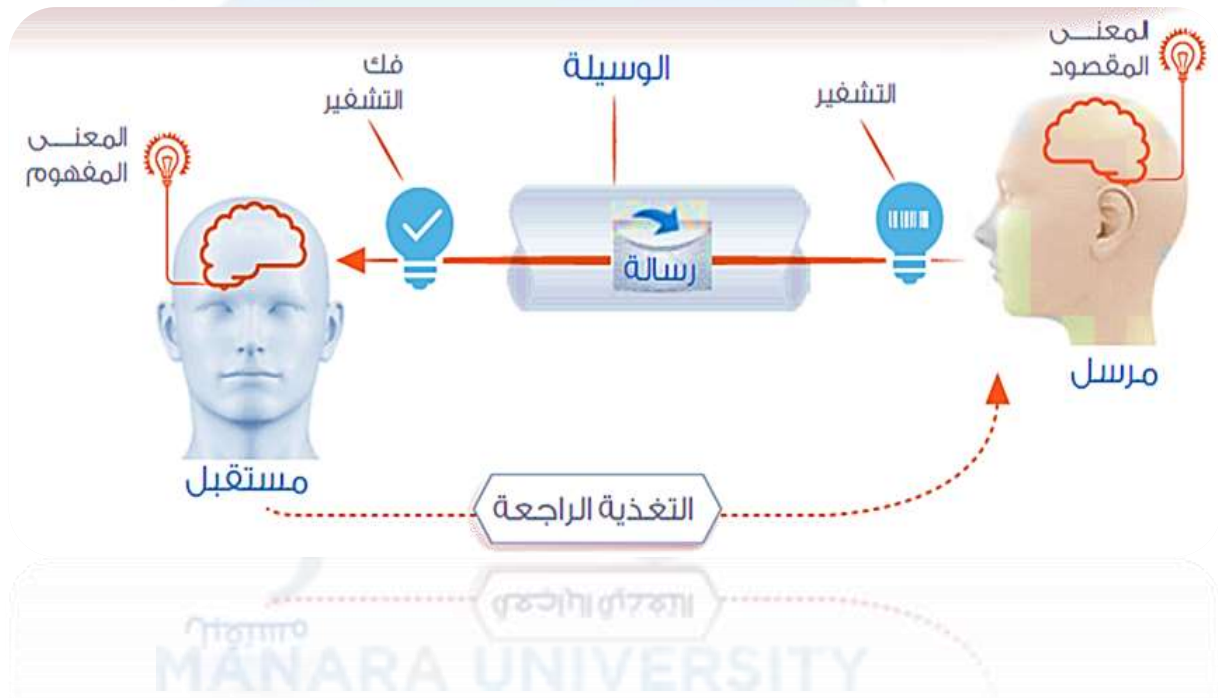 المعنى
المقصود
التشفير
الوسيلة
فك
التشفير
المعنى
المفهوم
رسالة
مرسل
مستقبل
التغذية الراجعة
MANARA UNIVERSITY